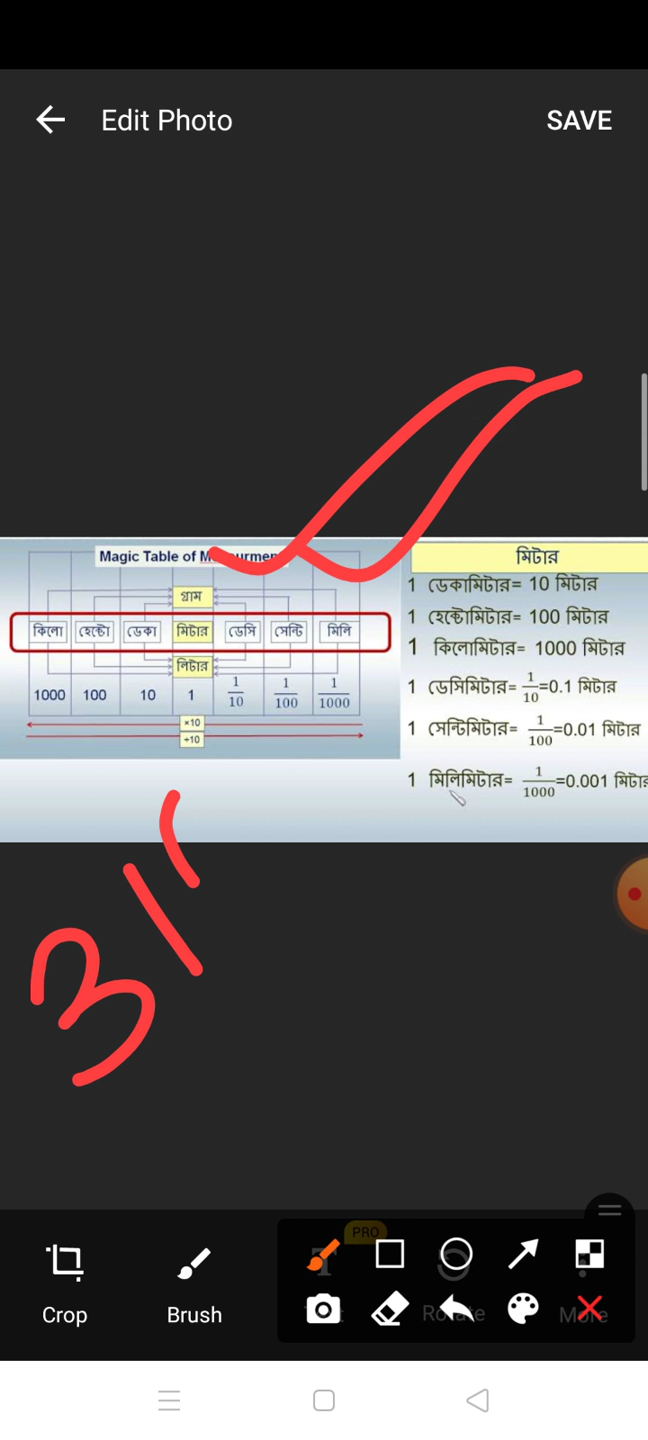 Edit Photo SAVE
Magic Table of
গ্রাম
কিলো হেক্টো ডেকা মিটার ডেসি সেন্টি মিলি
লিটার
1000 100 10 1 1/10 1/100 1/1000
×10
÷10
মিটার
1 ডেকামিটার= 10 মিটার
1 হেক্টোমিটার= 100 মিটার
1 কিলোমিটার= 1000 মিটার
1 ডেসিমিটার= 1/10=0.1 মিটার
1 সেন্টিমিটার= 1/100=0.01 মিটার
1 মিলিমিটার= 1/1000=0.001 মিটার
PRO
Crop Brush